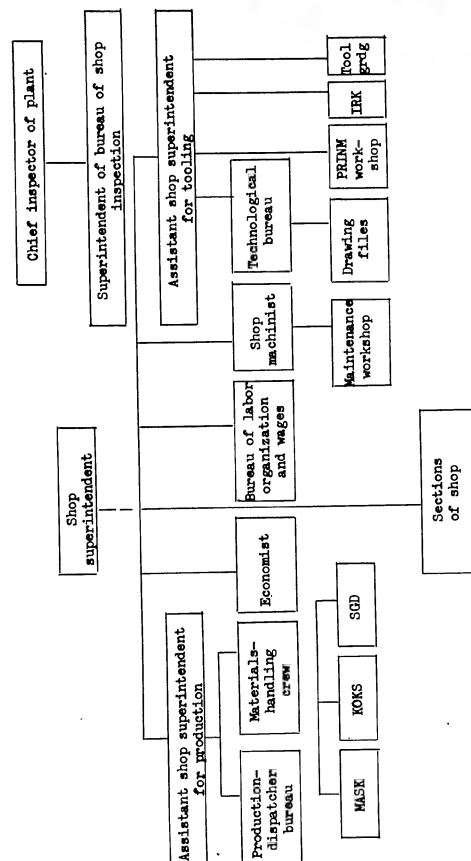 Chief inspector of plant
Superintendent of bureau of shop
inspection
Shop
superintendent
Assistant shop superintendent
for production
Economist
Bureau of labor
organization
and wages
Shop
machinist
Assistant shop superintendent
for tooling
Production-
dispatcher
bureau
Materials-
handling
crew
Technological
bureau
PRINM
work-
shop
IRK
Tool
grdg
Maintenance
workshop
Drawing
files
MASK
KOKS
SGD
Sections
of shop